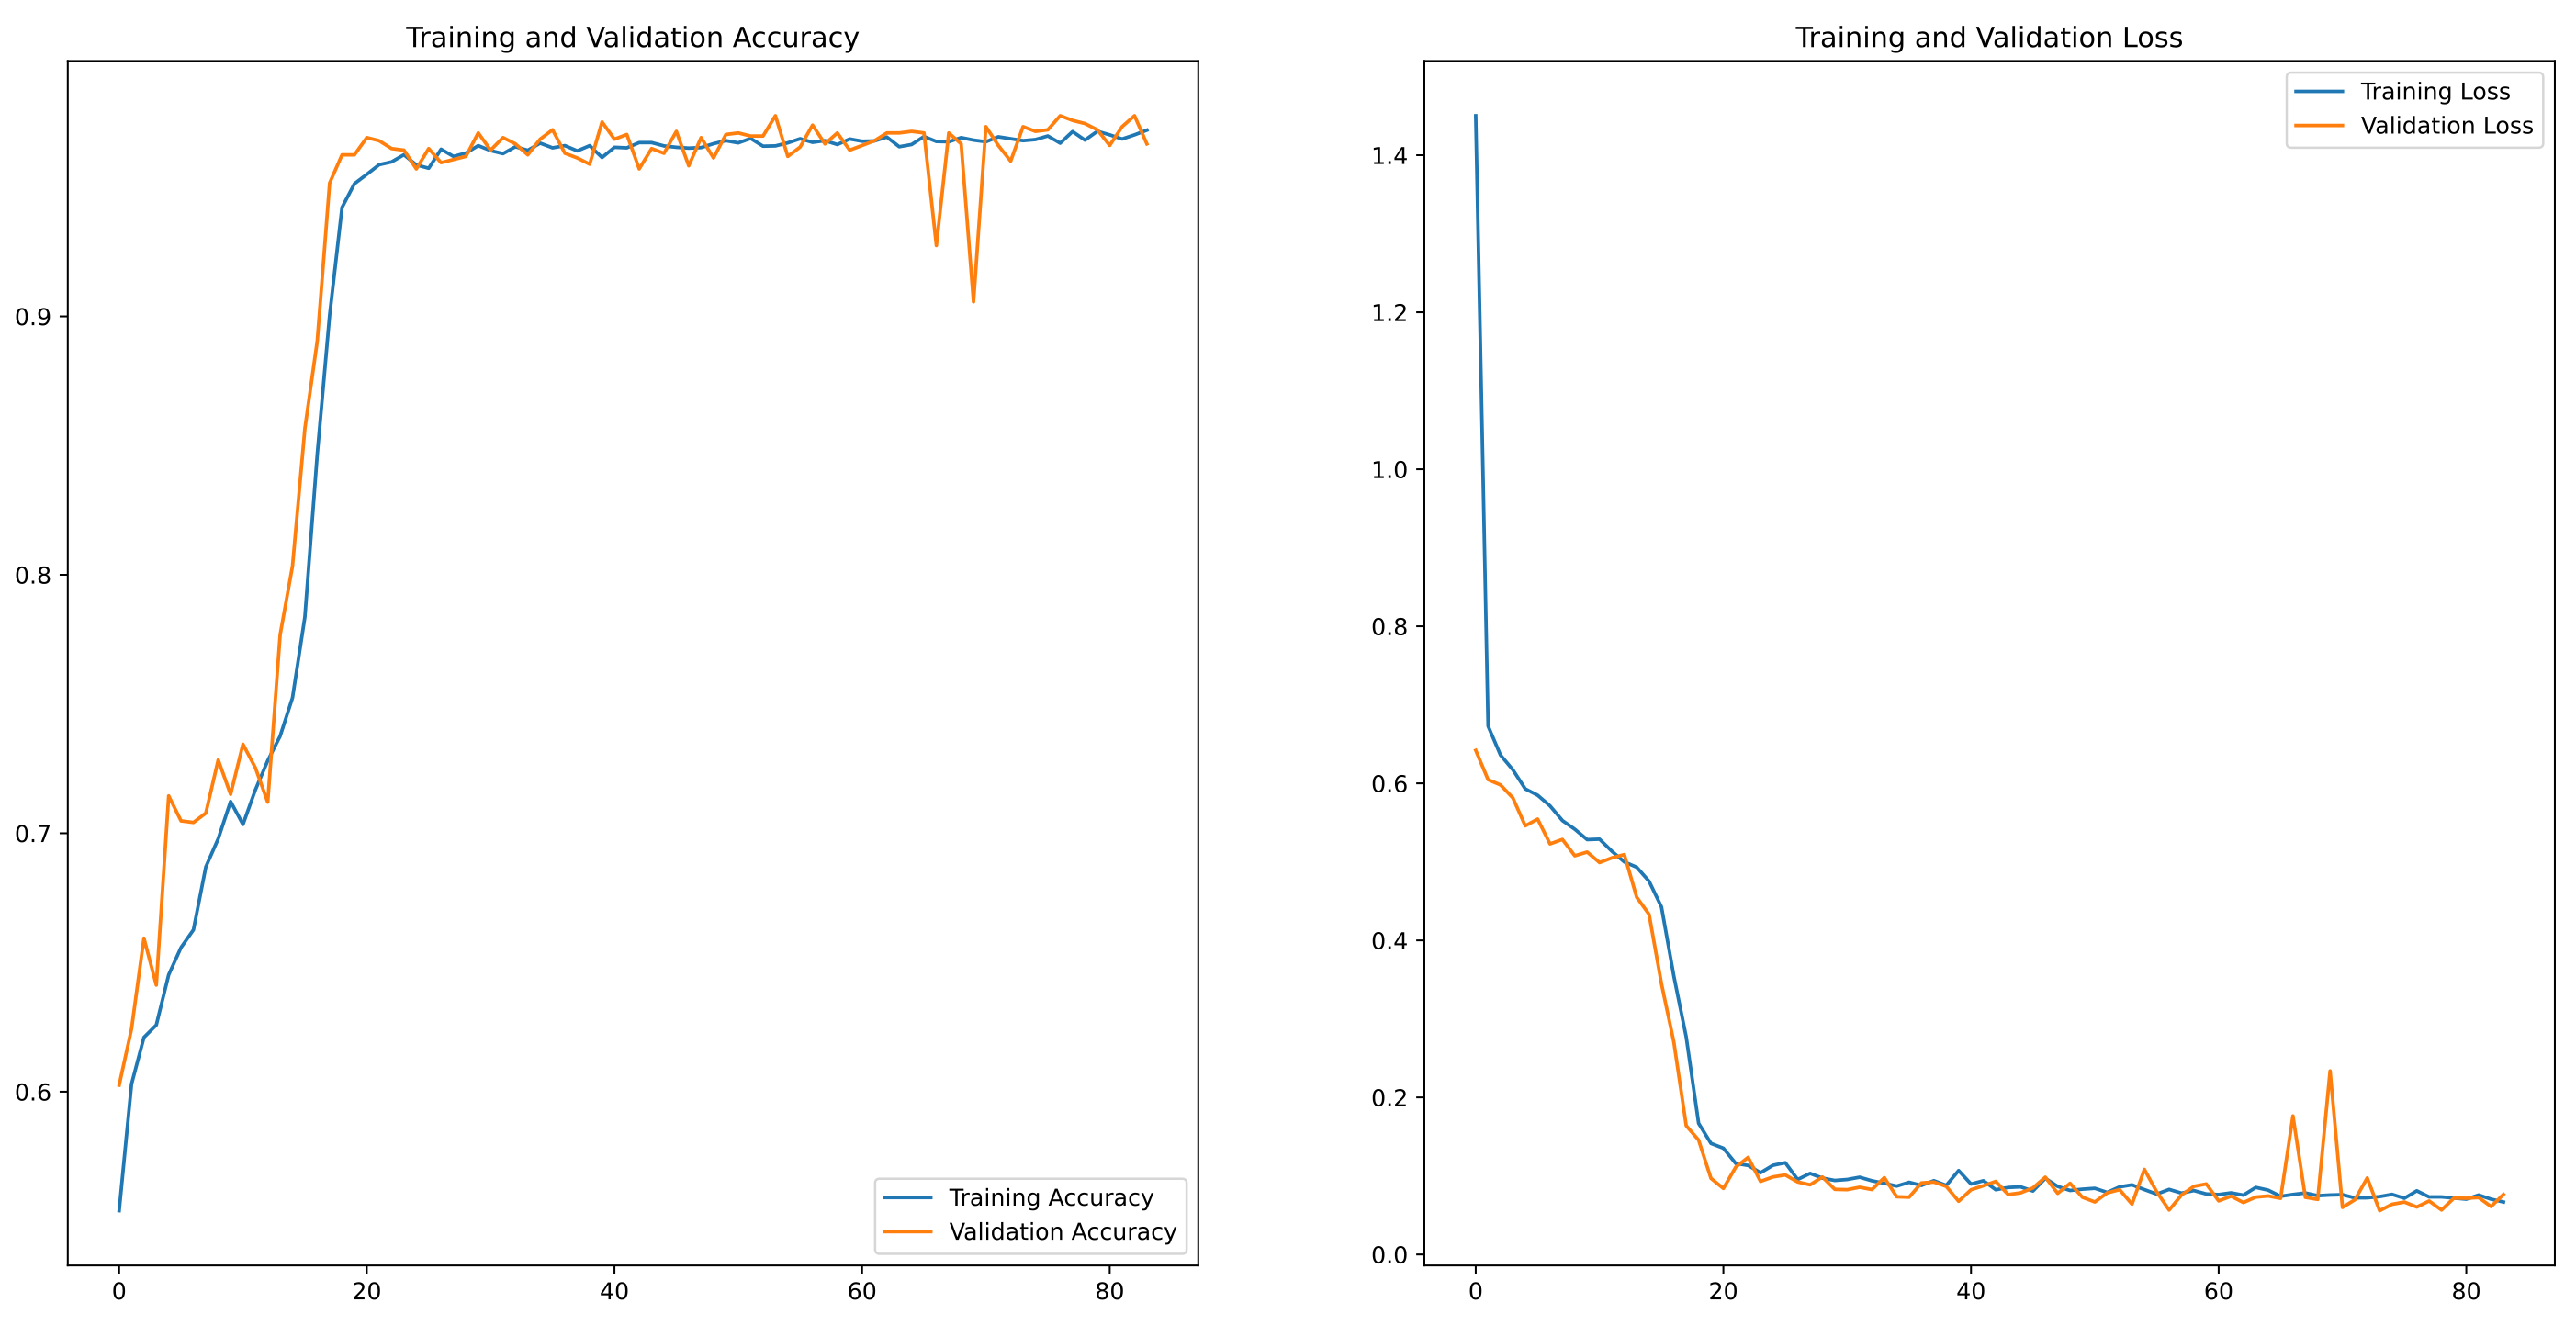 Training and Validation Accuracy
0.9
0.8
0.7
0.6
Training Accuracy
Validation Accuracy
0 20 40 60 80
Training and Validation Loss
Training Loss
Validation Loss
1.4
1.2
1.0
0.8
0.6
0.4
0.2
0.0
0 20 40 60 80